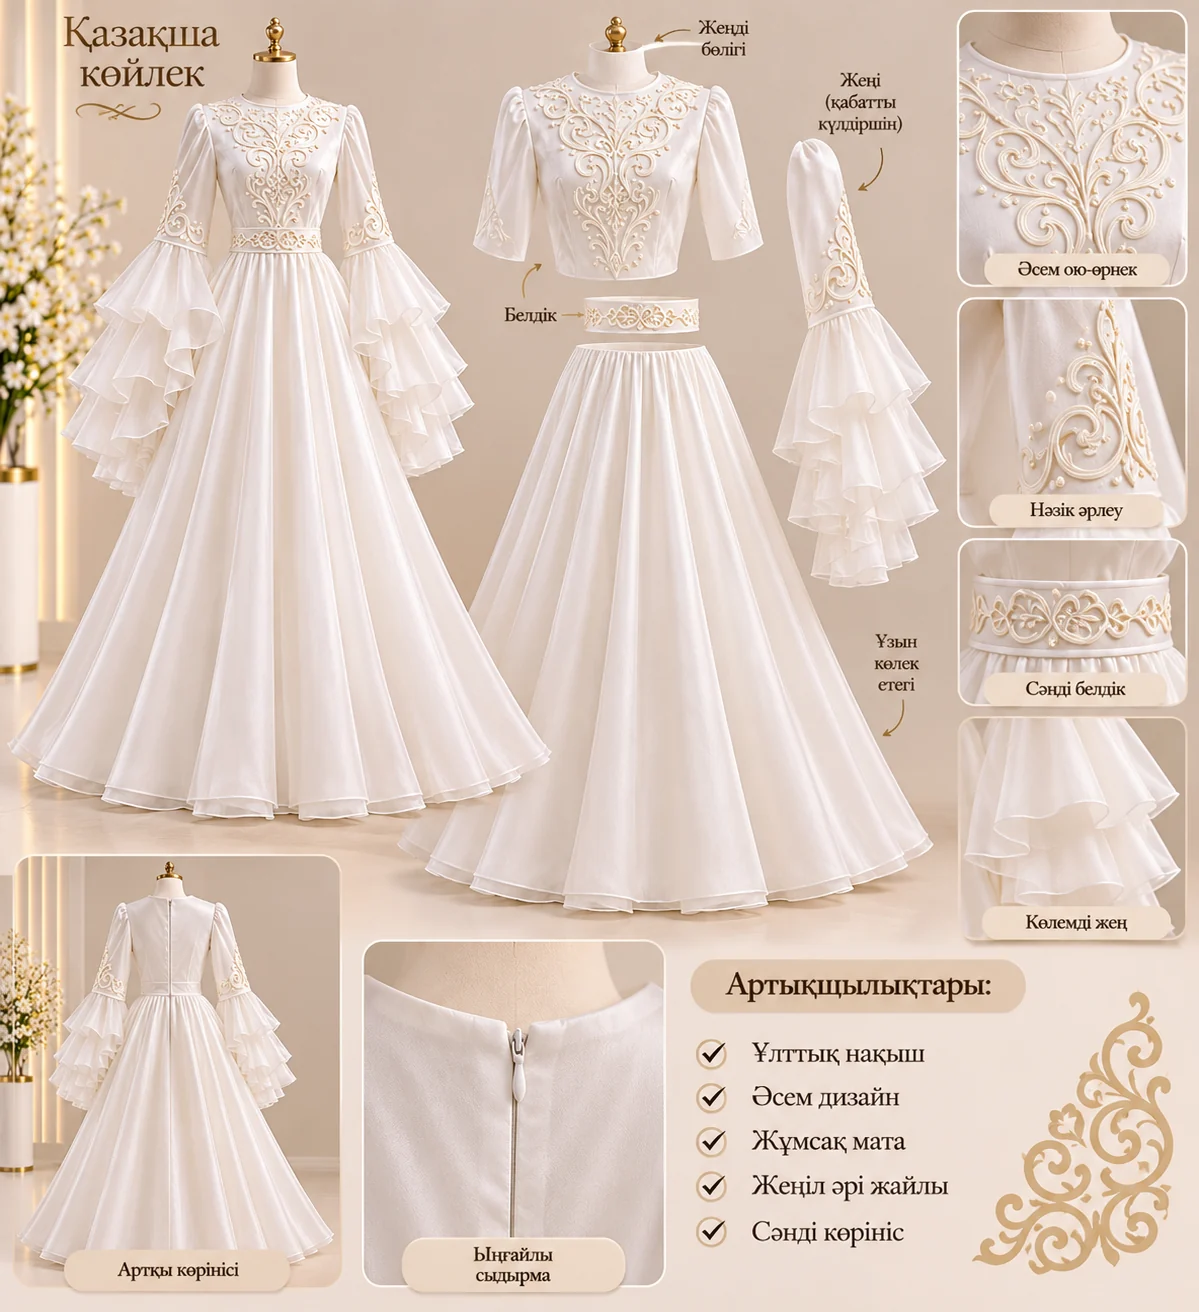 Қазақша
көйлек
Жеңді
бөлігі
Жеңі
(қабатты
күлдіршін)
Белдік
Ұзын
көлек
етегі
Әсем ою-өрнек
Нәзік әрлеу
Сәнді белдік
Көлемді жең
Артқы көрінісі
Ыңғайлы
сыдырма
Артықшылықтары:
Ұлттық нақыш
Әсем дизайн
Жұмсақ мата
Жеңіл әрі жайлы
Сәнді көрініс